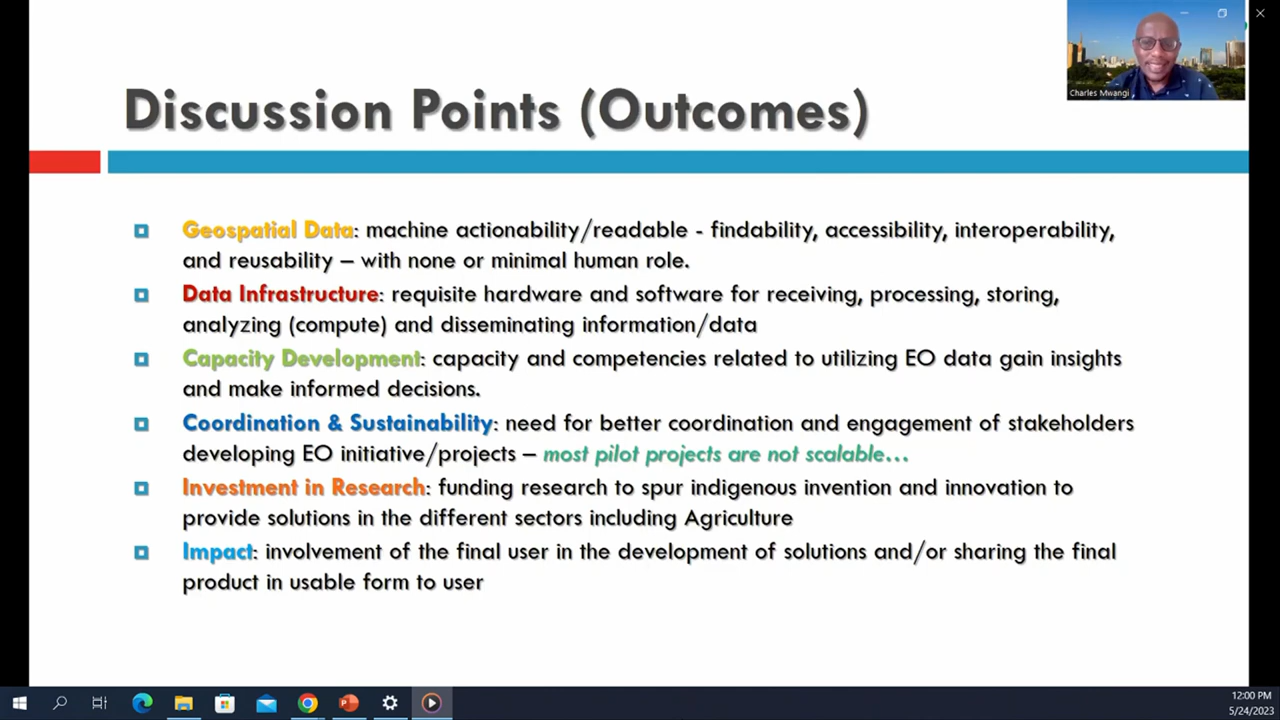 Charles Mwangi
Discussion Points (Outcomes)
Geospatial Data: machine actionability/readable - findability, accessibility, interoperability,
and reusability – with none or minimal human role.
Data Infrastructure: requisite hardware and software for receiving, processing, storing,
analyzing (compute) and disseminating information/data
Capacity Development: capacity and competencies related to utilizing EO data gain insights
and make informed decisions.
Coordination & Sustainability: need for better coordination and engagement of stakeholders
developing EO initiative/projects – most pilot projects are not scalable…
Investment in Research: funding research to spur indigenous invention and innovation to
provide solutions in the different sectors including Agriculture
Impact: involvement of the final user in the development of solutions and/or sharing the final
product in usable form to user
12:00 PM
5/24/2023